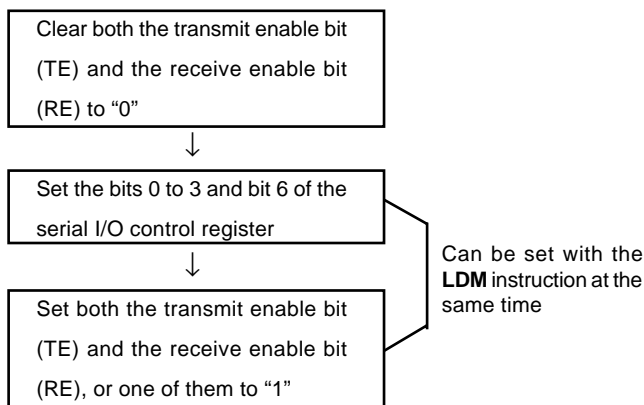 Clear both the transmit enable bit
(TE) and the receive enable bit
(RE) to “0”
↓
Set the bits 0 to 3 and bit 6 of the
serial I/O control register
↓
Set both the transmit enable bit
(TE) and the receive enable bit
(RE), or one of them to “1”
Can be set with the
LDM instruction at the
same time